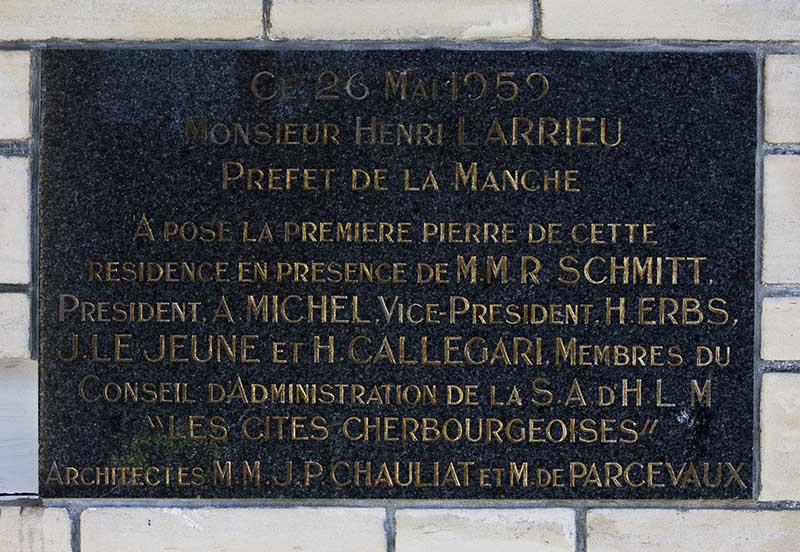 CE 26 MAI 1959
MONSIEUR HENRI LARRIEU
PREFET DE LA MANCHE
A POSE LA PREMIERE PIERRE DE CETTE
RESIDENCE EN PRESENCE DE M.M.R SCHMITT,
PRESIDENT, A. MICHEL, VICE-PRESIDENT, H. ERBS,
J. LE JEUNE ET H. CALLEGARI, MEMBRES DU
CONSEIL D'ADMINISTRATION DE LA S.A. D'H.L M
"LES CITES CHERBOURGEOISES"
ARCHITECTES M.M. J.P. CHAULIAT ET M. DE PARCEVAUX